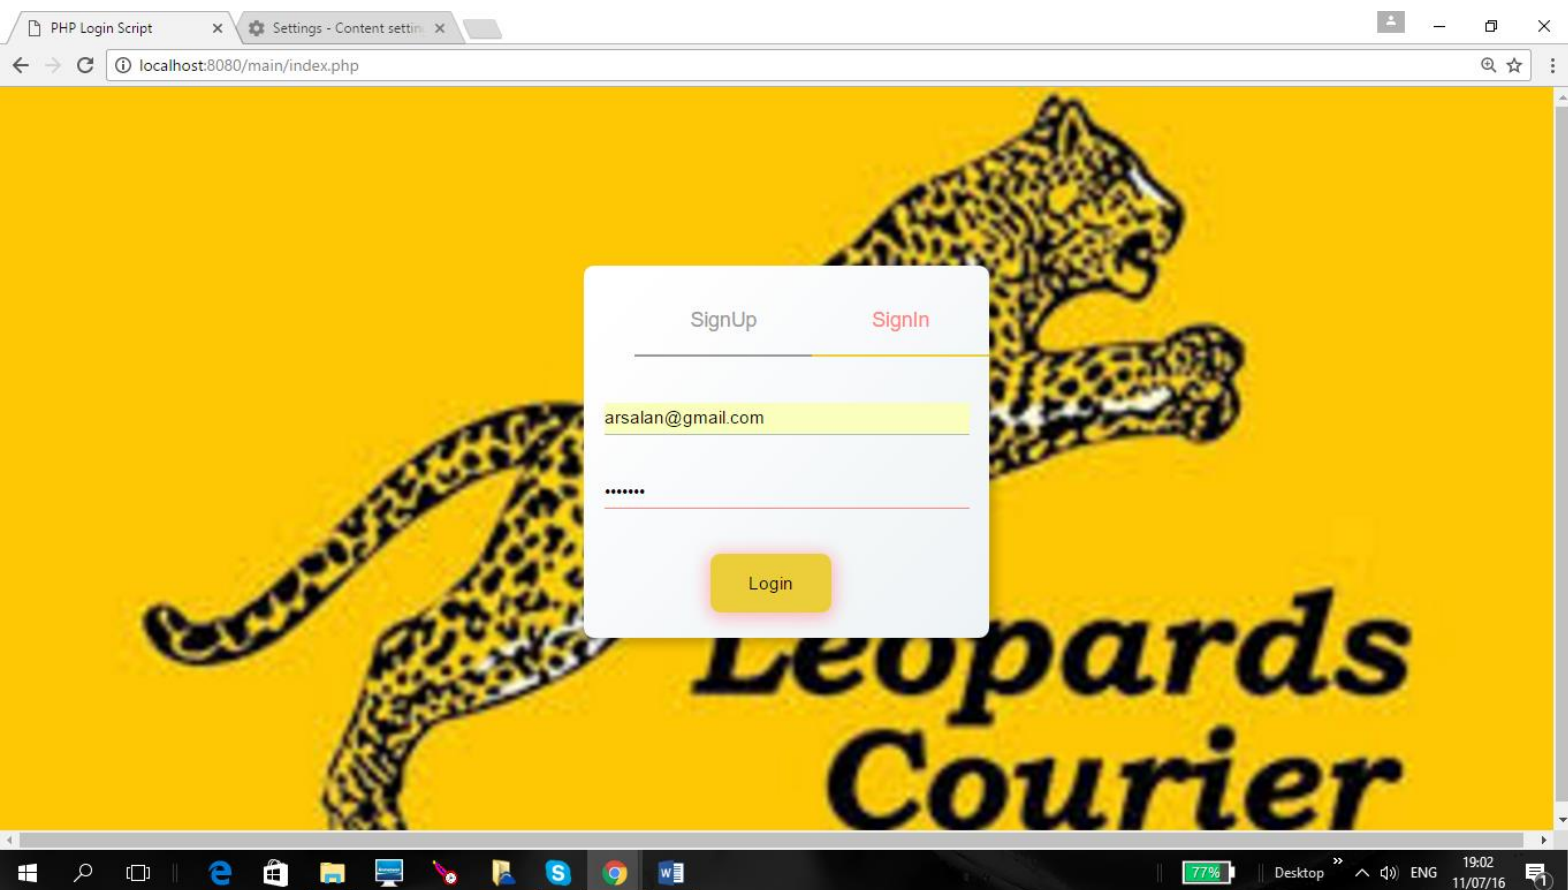 PHP Login Script
Settings - Content settin
localhost:8080/main/index.php
SignUp
SignIn
arsalan@gmail.com
•••••••
Login
Leopards
Courier
77%
Desktop
ENG
19:02
11/07/16
1